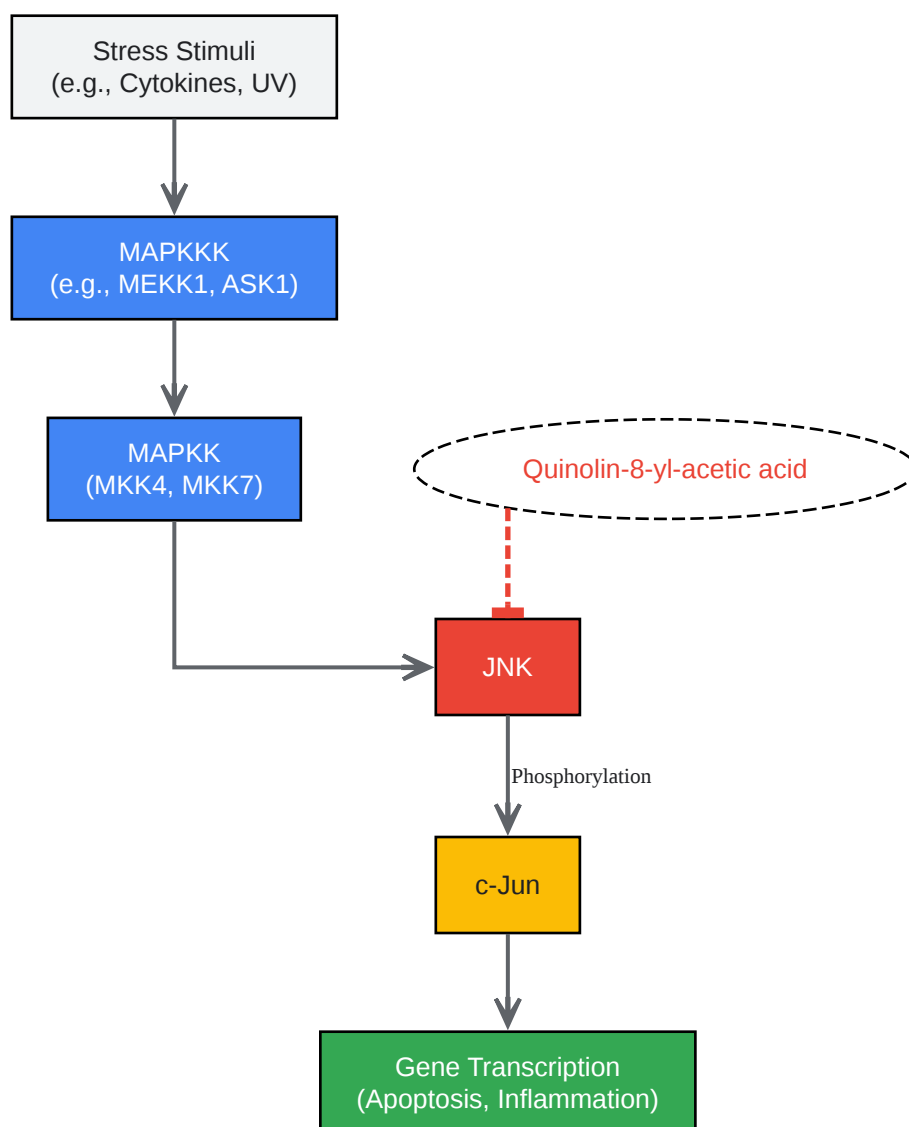 Stress Stimuli
(e.g., Cytokines, UV)
MAPKKK
(e.g., MEKK1, ASK1)
MAPKK
(MKK4, MKK7)
Quinolin-8-yl-acetic acid
JNK
Phosphorylation
c-Jun
Gene Transcription
(Apoptosis, Inflammation)